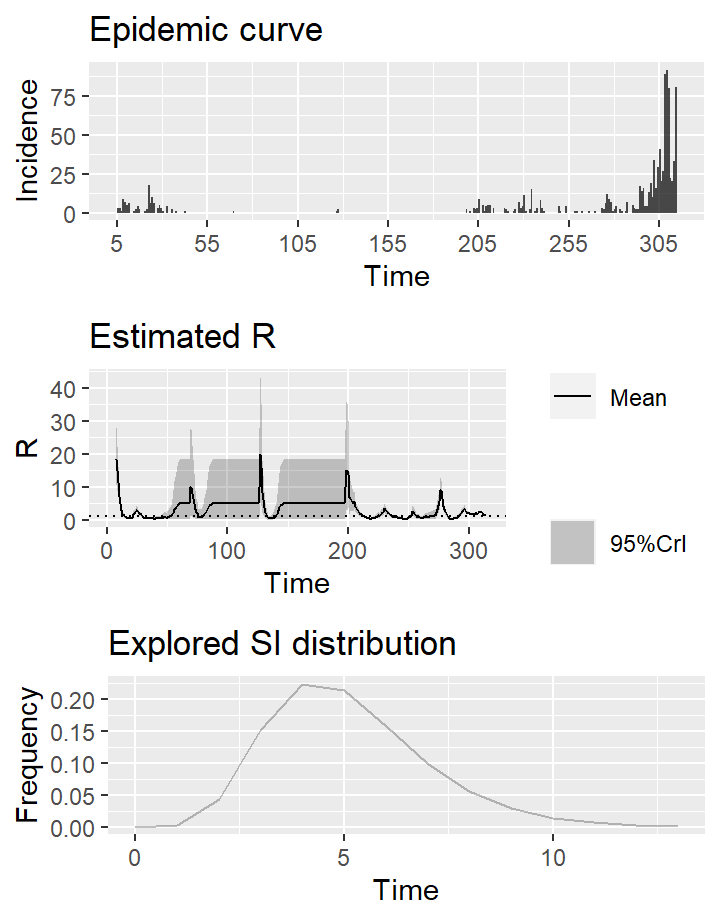 Epidemic curve
Incidence
75
50
25
0
5 55 105 155 205 255 305
Time
Estimated R
R
40
30
20
10
0
0 100 200 300
Time
Mean
95%CrI
Explored SI distribution
Frequency
0.20
0.15
0.10
0.05
0.00
0 5 10
Time